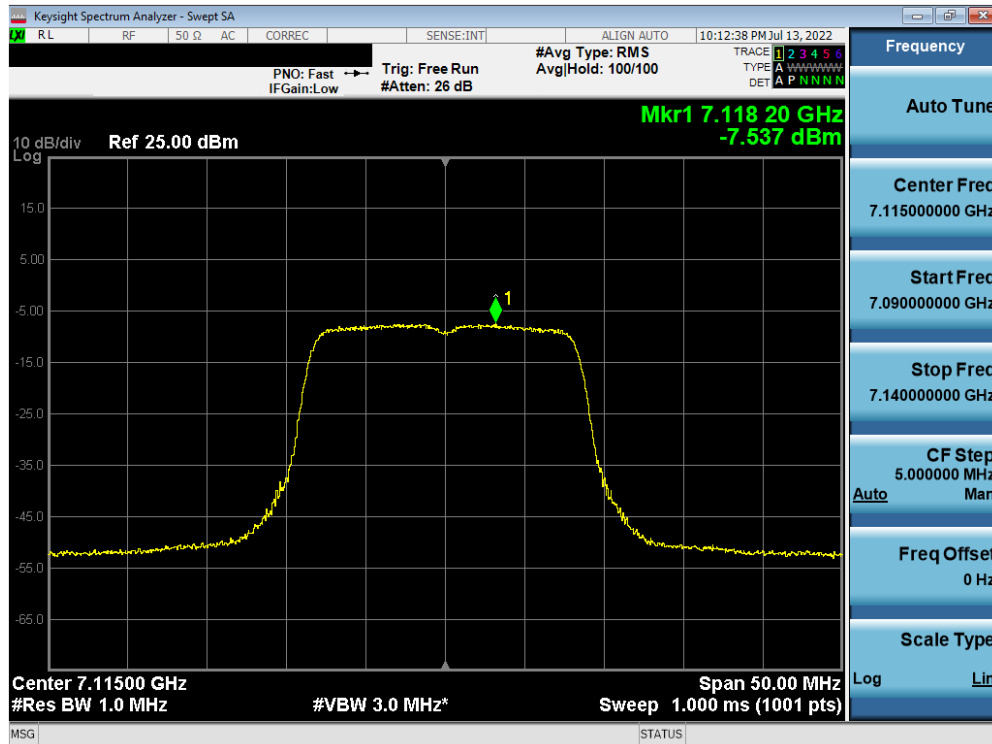 Keysight Spectrum Analyzer - Swept SA
LXI RL RF 50 Ω AC CORREC SENSE:INT ALIGN AUTO 10:12:38 PM Jul 13, 2022
#Avg Type: RMS TRACE 1 2 3 4 5 6
PNO: Fast Trig: Free Run Avg|Hold: 100/100 TYPE A WWWWW
IFGain:Low #Atten: 26 dB DET A P N N N N
Mkr1 7.118 20 GHz
-7.537 dBm
10 dB/div Ref 25.00 dBm
Log
15.0
5.00
-5.00
1
-15.0
-25.0
-35.0
-45.0
-55.0
-65.0
Center 7.11500 GHz Span 50.00 MHz
#Res BW 1.0 MHz #VBW 3.0 MHz* Sweep 1.000 ms (1001 pts)
MSG STATUS
Frequency
Auto Tune
Center Freq
7.115000000 GHz
Start Freq
7.090000000 GHz
Stop Freq
7.140000000 GHz
CF Step
5.000000 MHz
Auto Man
Freq Offset
0 Hz
Scale Type
Log Lin